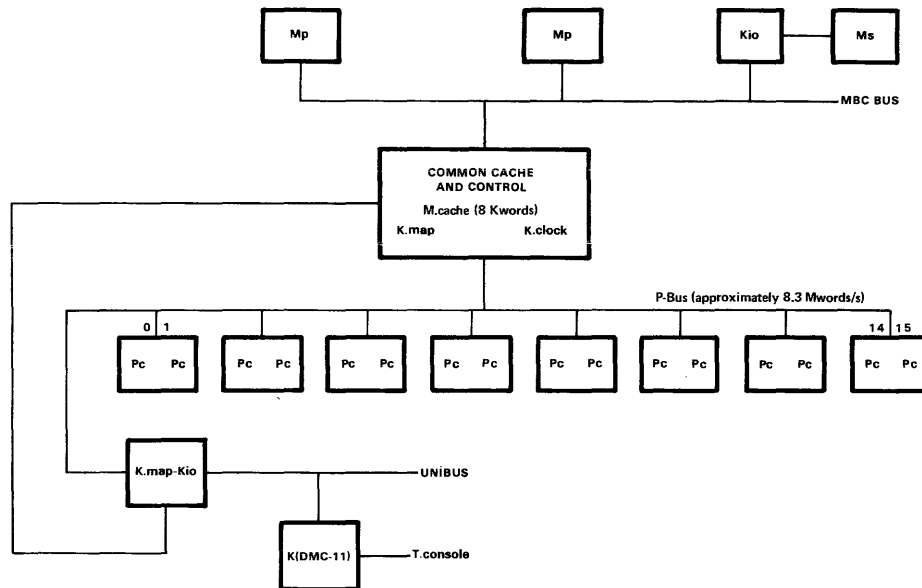 Mp Mp Kio Ms
MBC BUS
COMMON CACHE
AND CONTROL
M.cache (8 Kwords)
K.map K.clock
P-Bus (approximately 8.3 Mwords/s)
0 1 14 15
Pc Pc Pc Pc Pc Pc Pc Pc Pc Pc Pc Pc Pc Pc Pc Pc
K.map-Kio UNIBUS
K(DMC-11) T.console